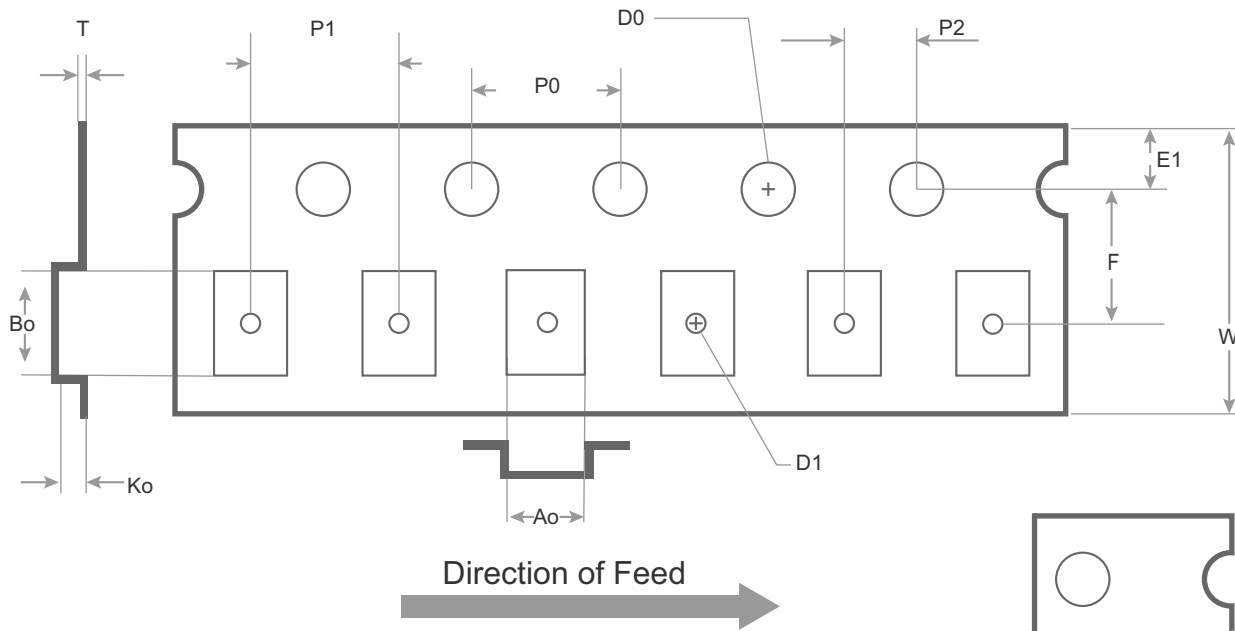 T
P1
D0
P2
P0
E1
F
Bo
W
D1
Ko
Ao
Direction of Feed